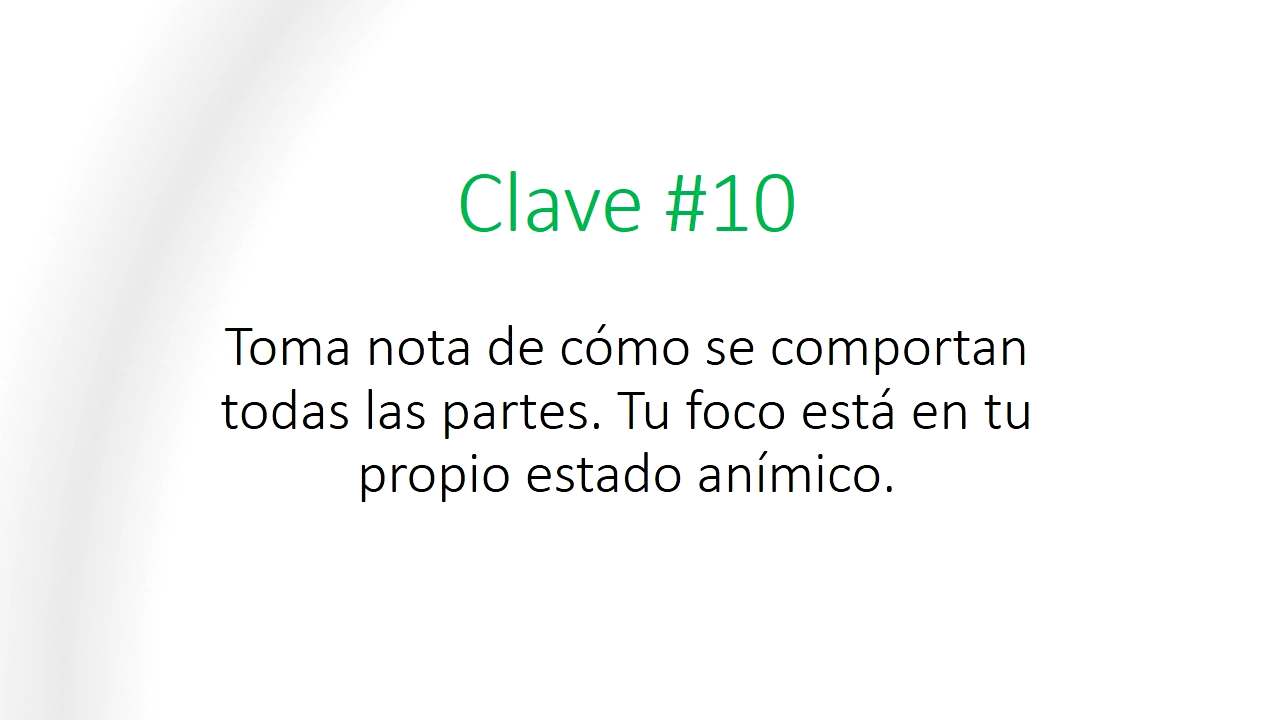 Clave #10
Toma nota de cómo se comportan
todas las partes. Tu foco está en tu
propio estado anímico.